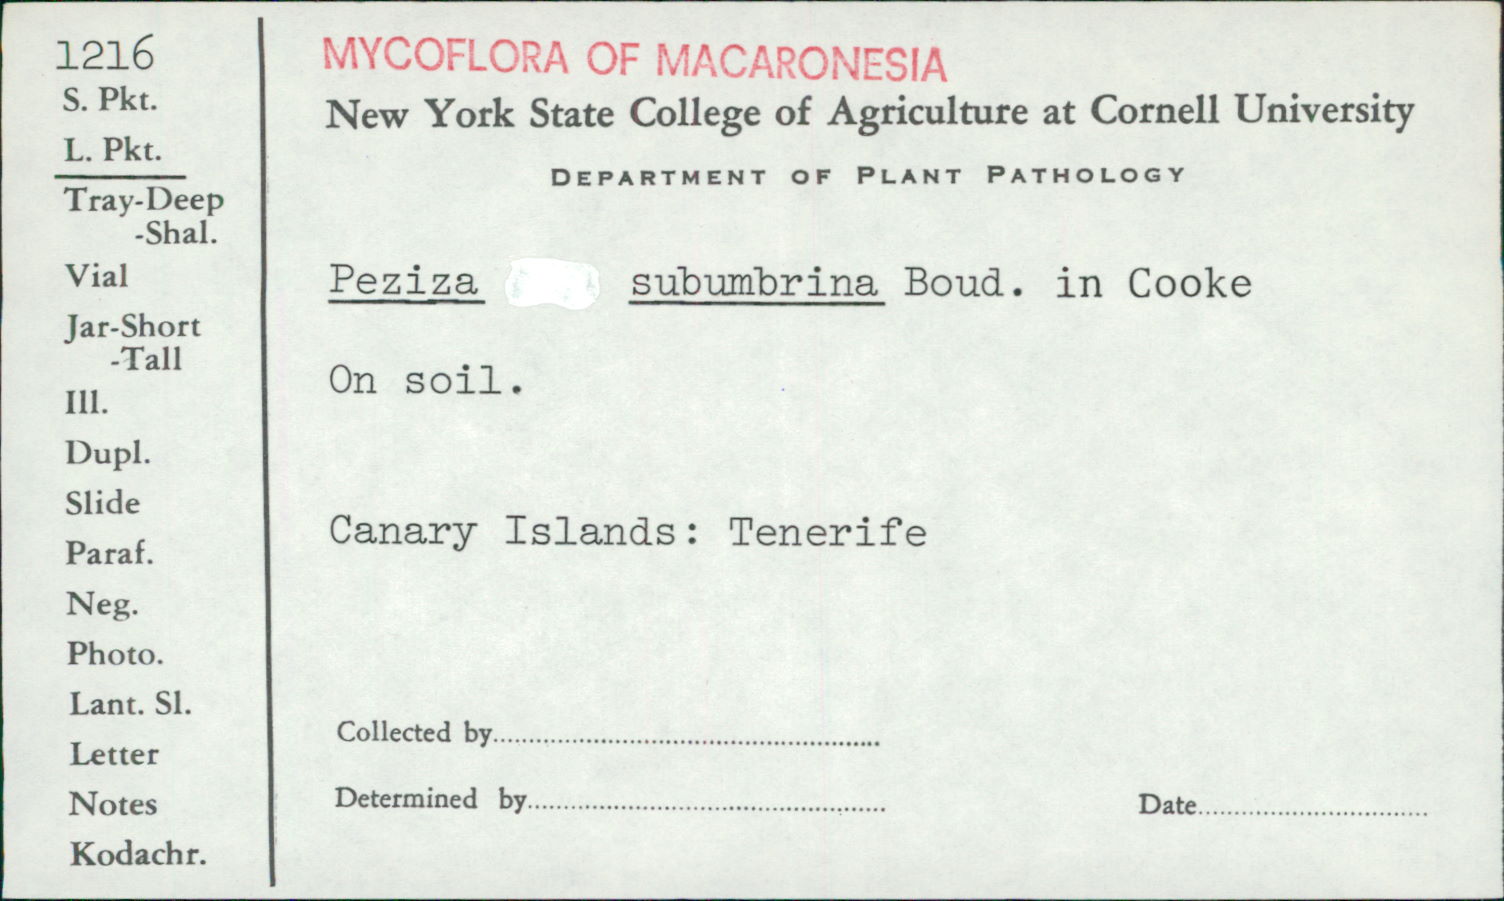 1216
S. Pkt.
L. Pkt.
Tray-Deep
-Shal.
Vial
Jar-Short
-Tall
Ill.
Dupl.
Slide
Paraf.
Neg.
Photo.
Lant. Sl.
Letter
Notes
Kodachr.
MYCOFLORA OF MACARONESIA
New York State College of Agriculture at Cornell University
DEPARTMENT OF PLANT PATHOLOGY
Peziza subumbrina Boud. in Cooke
On soil.
Canary Islands: Tenerife
Collected by
Determined by
Date